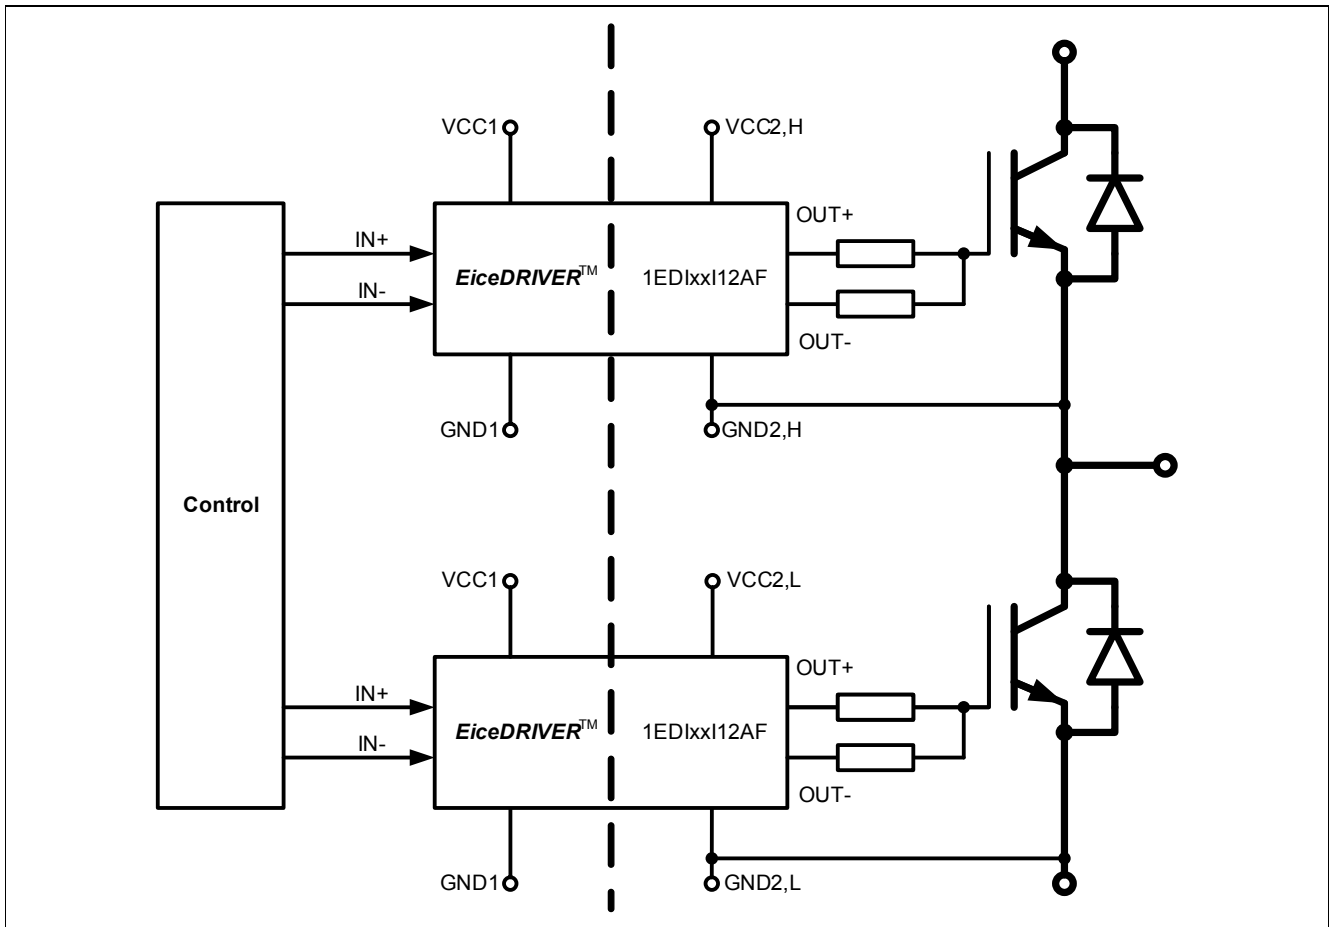 VCC1
VCC2,H
OUT+
IN+
EiceDRIVER™
1EDIxxI12AF
IN-
OUT-
GND1
GND2,H
Control
VCC1
VCC2,L
OUT+
IN+
EiceDRIVER™
1EDIxxI12AF
IN-
OUT-
GND1
GND2,L